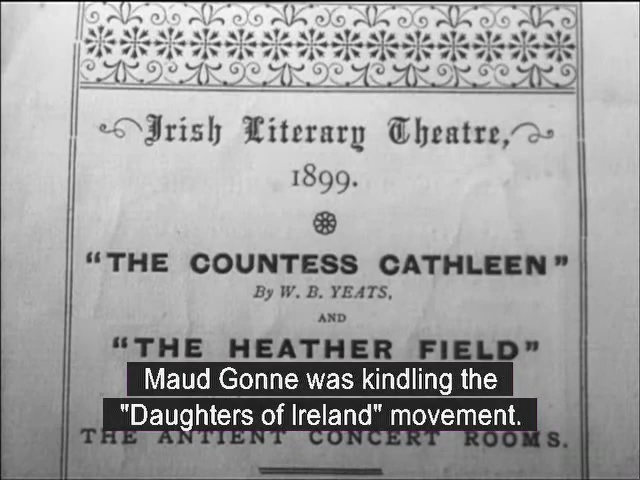 Irish Literary Theatre,
1899.
"THE COUNTESS CATHLEEN"
By W. B. YEATS,
AND
"THE HEATHER FIELD"
Maud Gonne was kindling the
"Daughters of Ireland" movement.
THE ANTIENT CONCERT ROOMS.